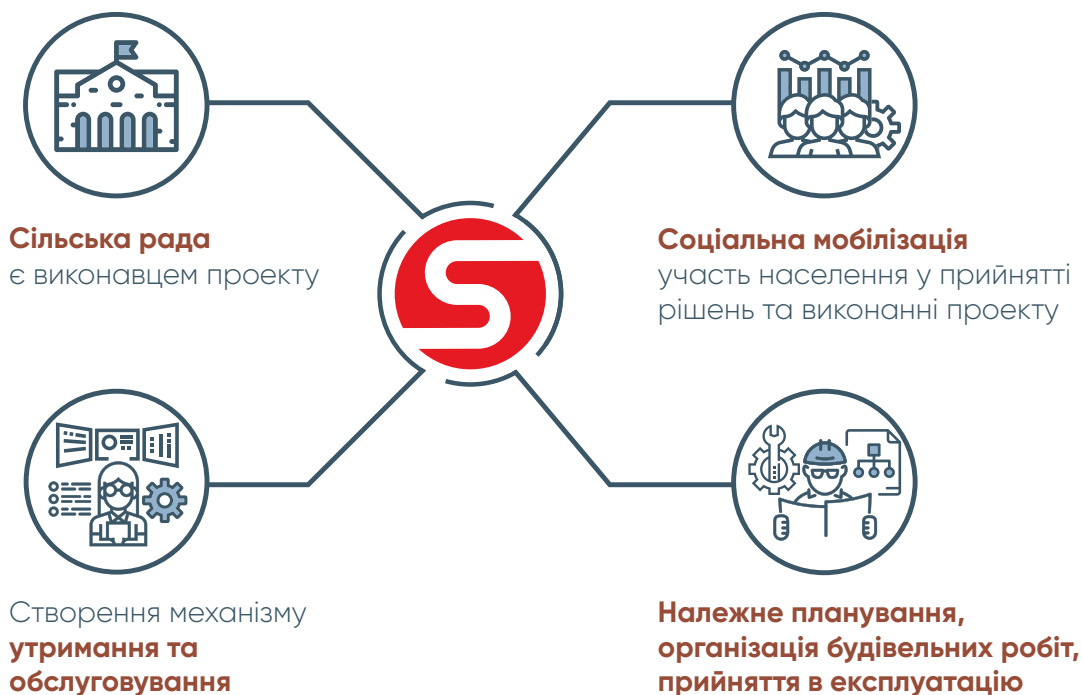 Сільська рада
є виконавцем проекту
Соціальна мобілізація
участь населення у прийнятті
рішень та виконанні проекту
Створення механізму
утримання та
обслуговування
Належне планування,
організація будівельних робіт,
прийняття в експлуатацію